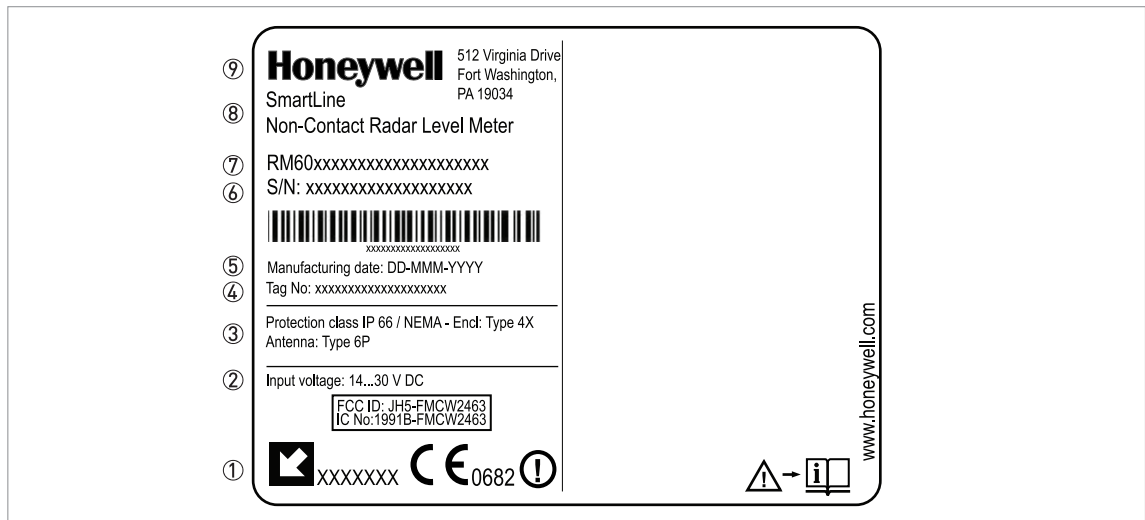 ⑨ Honeywell 512 Virginia Drive
Fort Washington,
PA 19034
⑧ SmartLine
Non-Contact Radar Level Meter
⑦ RM60xxxxxxxxxxxxxxxxxxxx
⑥ S/N: xxxxxxxxxxxxxxxxxxx
xxxxxxxxxxxxxxxxxxx
⑤ Manufacturing date: DD-MMM-YYYY
④ Tag No: xxxxxxxxxxxxxxxxxxxx
③ Protection class IP 66 / NEMA - Encl: Type 4X
Antenna: Type 6P
② Input voltage: 14...30 V DC
FCC ID: JH5-FMCW2463
IC No:1991B-FMCW2463
① XXXXXXX CE 0682
www.honeywell.com